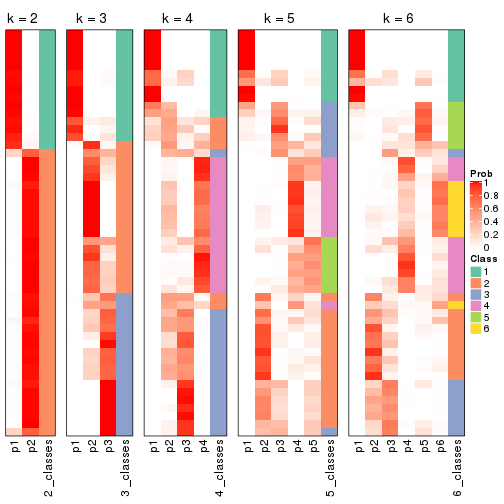 k = 2
k = 3
k = 4
k = 5
k = 6
Prob
1
0.8
0.6
0.4
0.2
0
Class
1
2
3
4
5
6
p1
p2
2_classes
p1
p2
p3
3_classes
p1
p2
p3
p4
4_classes
p1
p2
p3
p4
p5
5_classes
p1
p2
p3
p4
p5
p6
6_classes